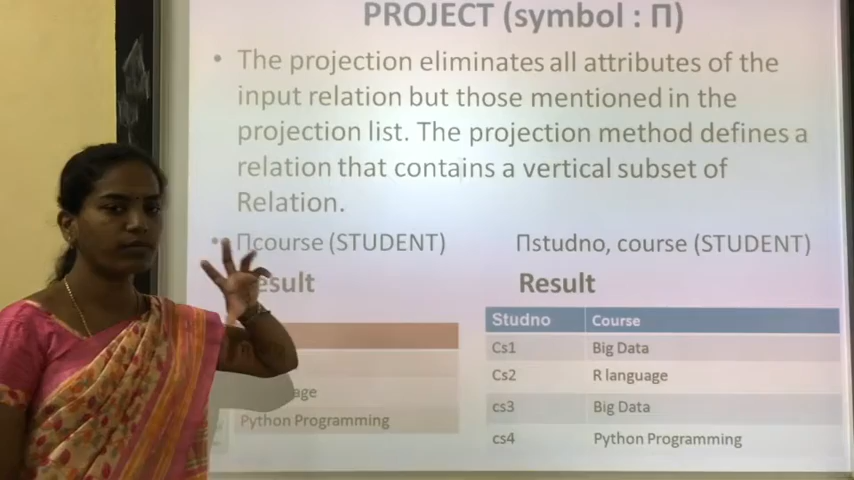 PROJECT (symbol : Π)
• The projection eliminates all attributes of the
input relation but those mentioned in the
projection list. The projection method defines a
relation that contains a vertical subset of
Relation.
• Πcourse (STUDENT)
Πstudno, course (STUDENT)
esult
Result
age
Python Programming
Studno Course
Cs1 Big Data
Cs2 R language
cs3 Big Data
cs4 Python Programming